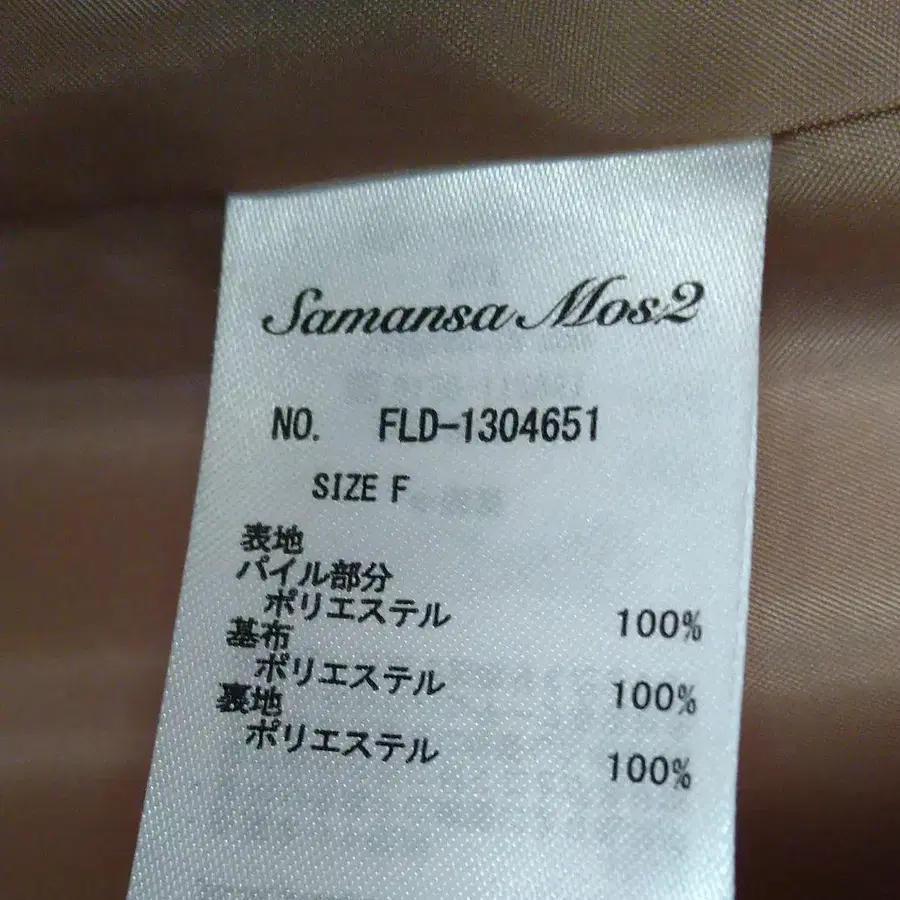 Samansa Mos2
NO. FLD-1304651
SIZE F
表地
パイル部分
ポリエステル 100%
基布
ポリエステル 100%
裏地
ポリエステル 100%